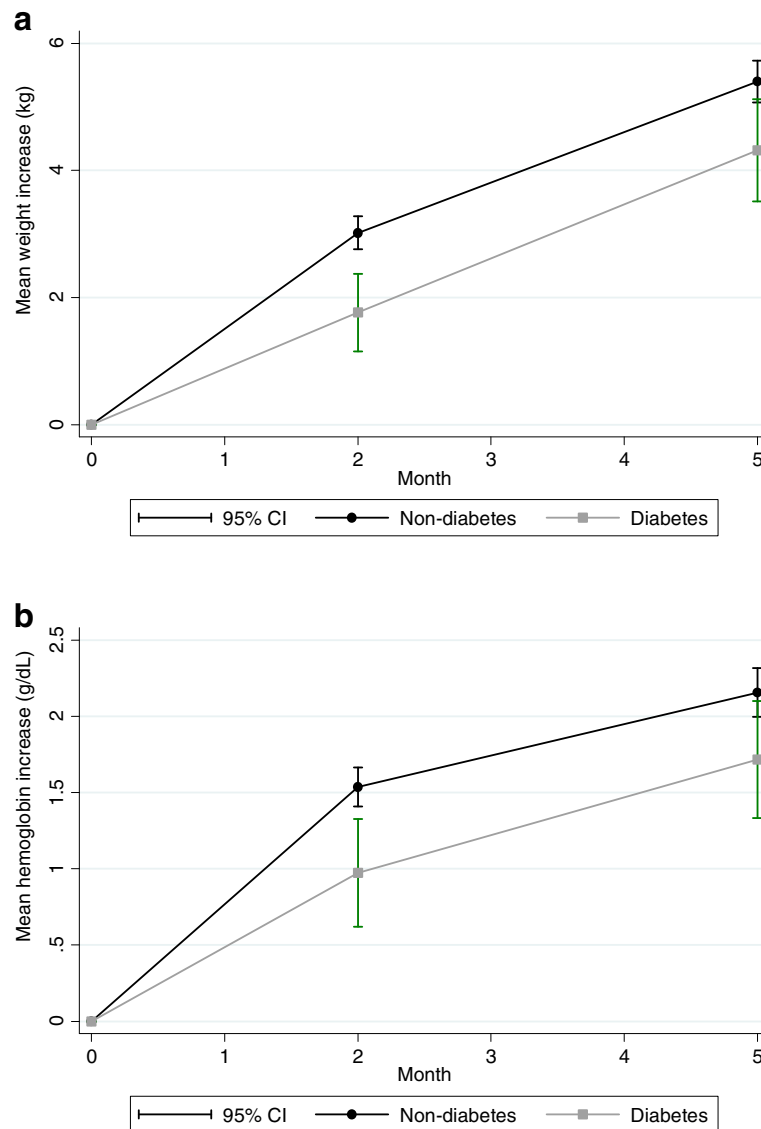 a
Mean weight increase (kg)
6
4
2
0
0 1 2 3 4 5
Month
95% CI Non-diabetes Diabetes
b
Mean hemoglobin increase (g/dL)
2.5
2
1.5
1
.5
0
0 1 2 3 4 5
Month
95% CI Non-diabetes Diabetes